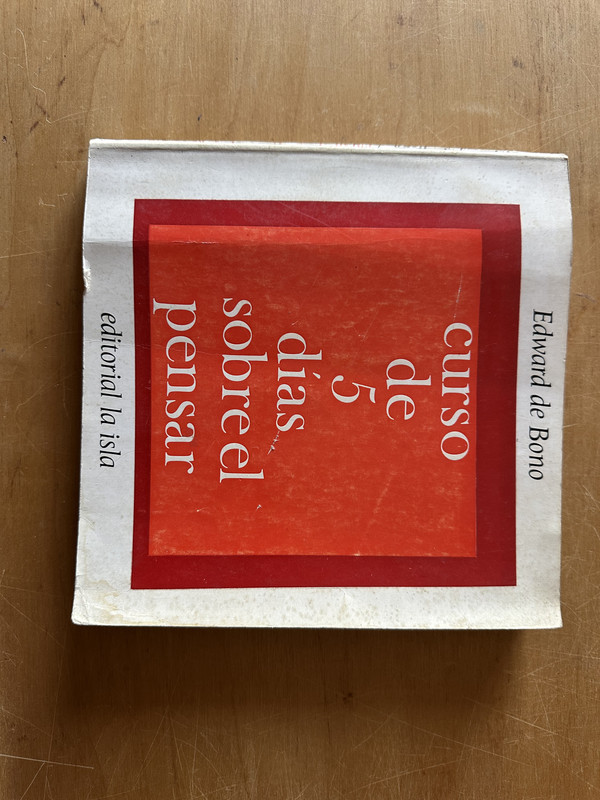 Edward de Bono
curso
de
5
días
sobre el
pensar
editorial la isla